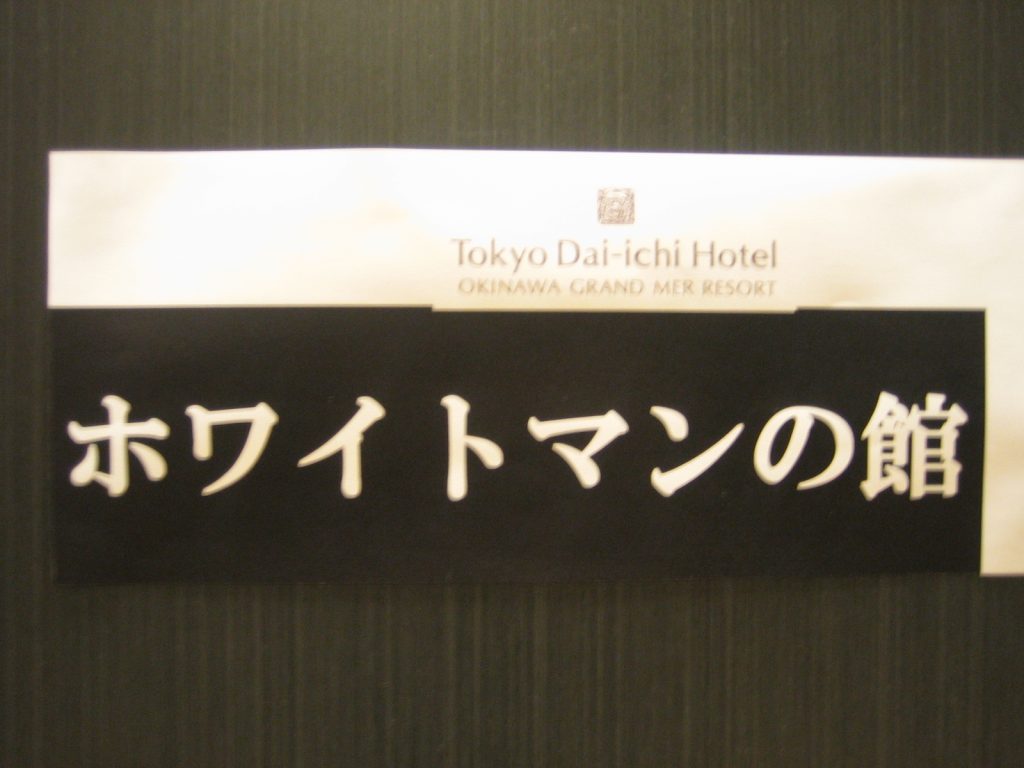 Tokyo Dai-ichi Hotel
OKINAWA GRAND MER RESORT
ホワイトマンの館